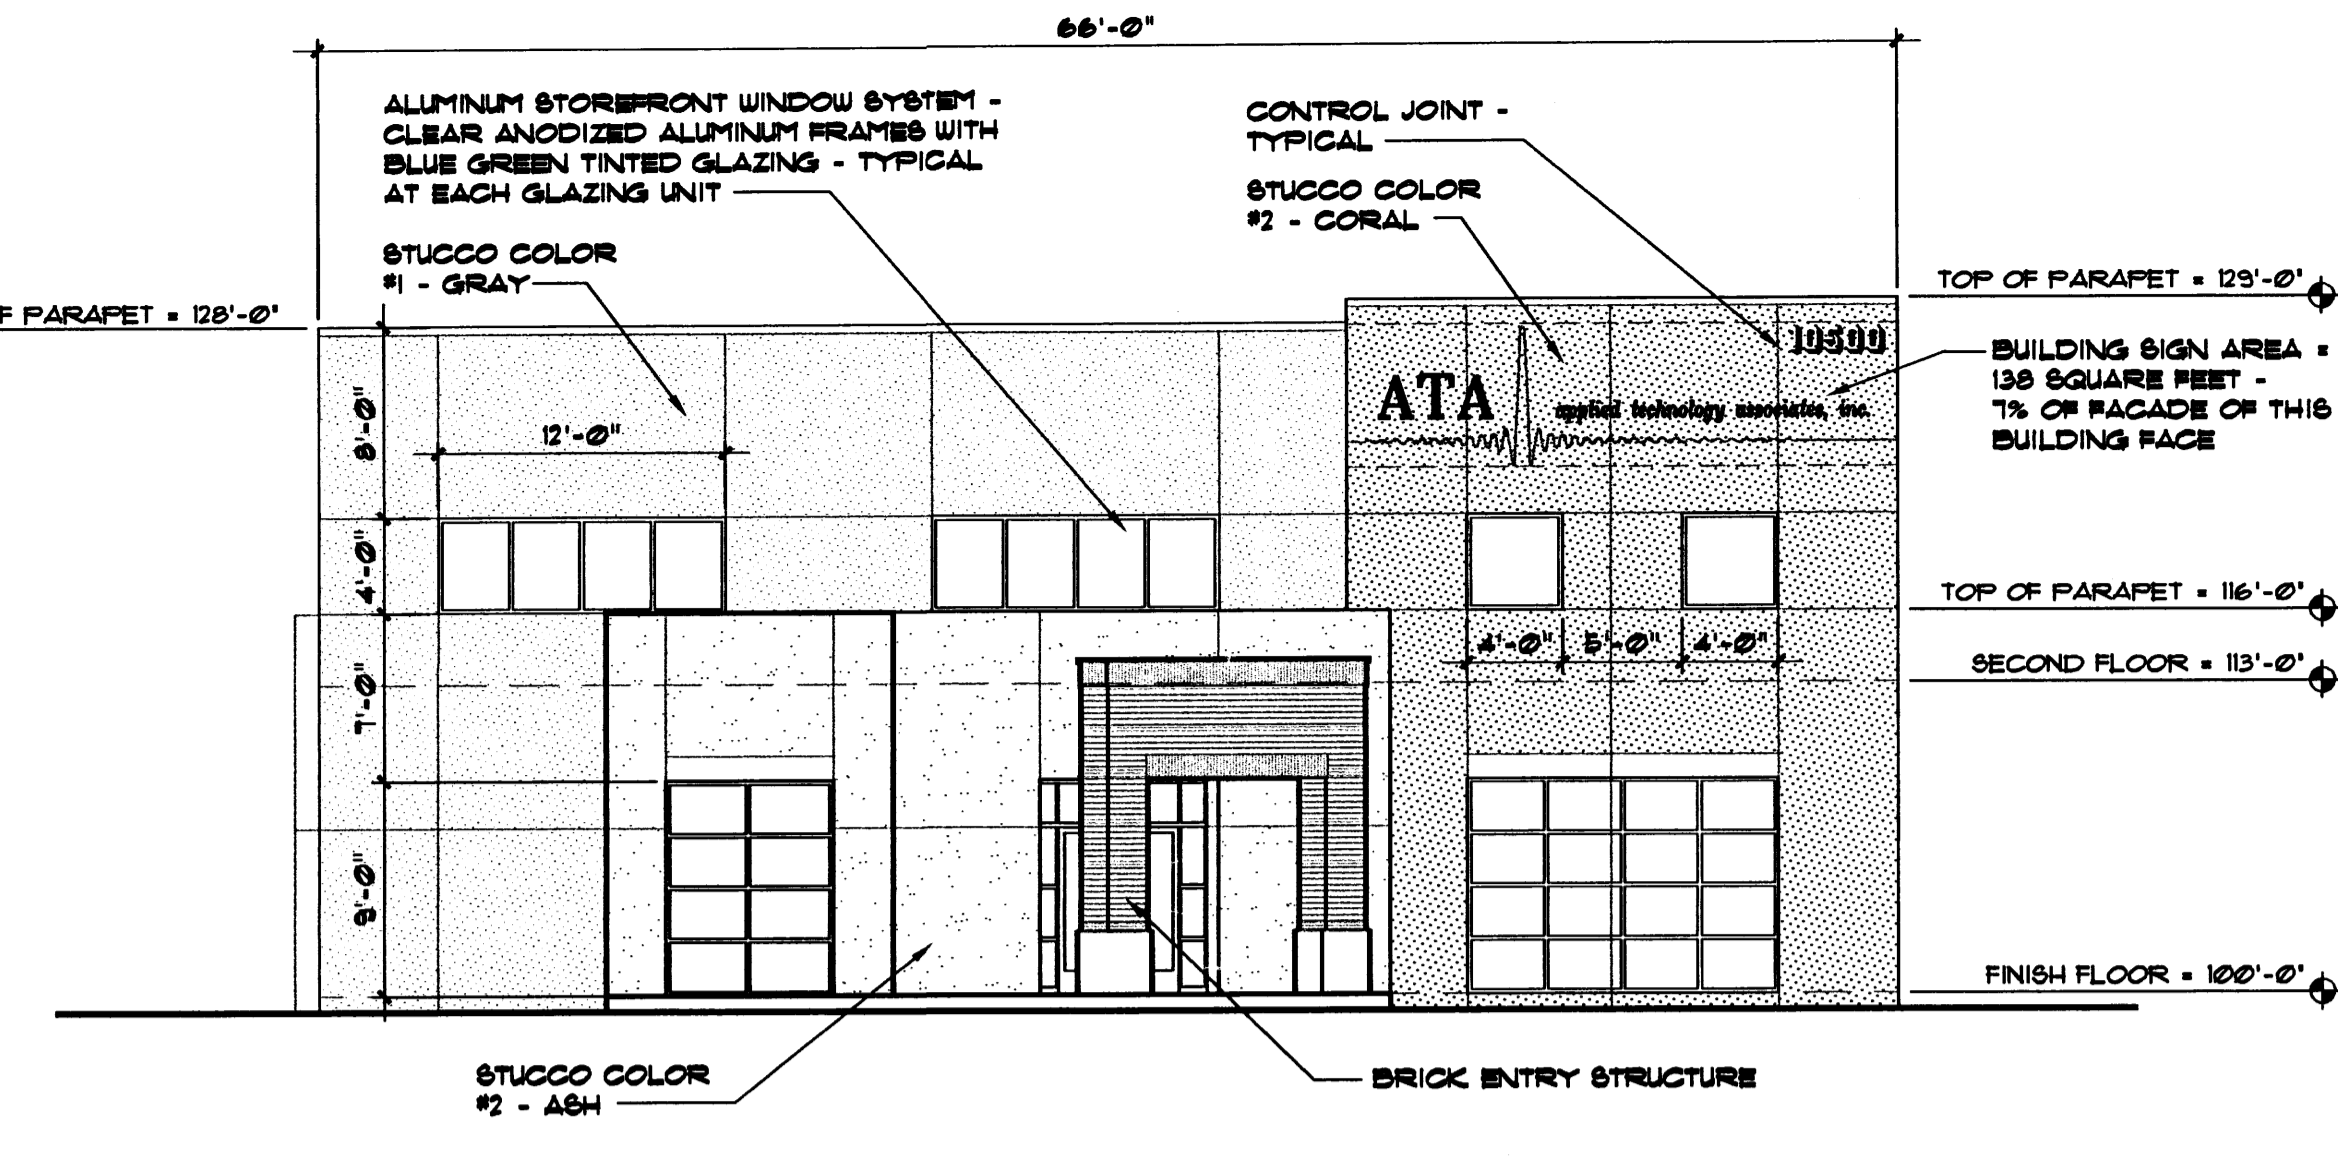 66'-0"
ALUMINUM STOREFRONT WINDOW SYSTEM -
CLEAR ANODIZED ALUMINUM FRAMES WITH
BLUE GREEN TINTED GLAZING - TYPICAL
AT EACH GLAZING UNIT
CONTROL JOINT -
TYPICAL
STUCCO COLOR
#2 - CORAL
STUCCO COLOR
#1 - GRAY
F PARAPET = 128'-0"
TOP OF PARAPET = 129'-0"
10500
BUILDING SIGN AREA =
138 SQUARE FEET -
7% OF FACADE OF THIS
BUILDING FACE
ATA
applied technology associates, inc.
8'-0"
12'-0"
4'-0"
TOP OF PARAPET = 116'-0"
4'-0"
5'-0"
4'-0"
SECOND FLOOR = 113'-0"
7'-0"
9'-0"
FINISH FLOOR = 100'-0"
STUCCO COLOR
#2 - ASH
BRICK ENTRY STRUCTURE